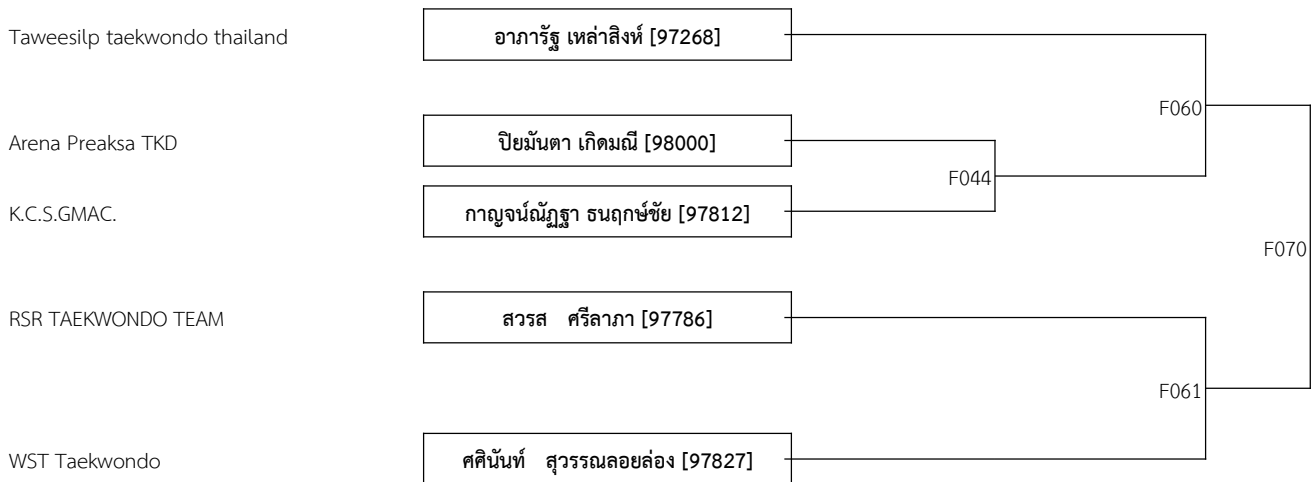 Taweesilp taekwondo thailand
อาภารัฐ เหล่าสิงห์ [97268]
F060
Arena Preaksa TKD
ปิยมันตา เกิดมณี [98000]
F044
K.C.S.GMAC.
กาญจน์ณัฏฐา ธนฤกษ์ชัย [97812]
F070
RSR TAEKWONDO TEAM
สวรส ศรีลาภา [97786]
F061
WST Taekwondo
ศศินันท์ สุวรรณลอยล่อง [97827]